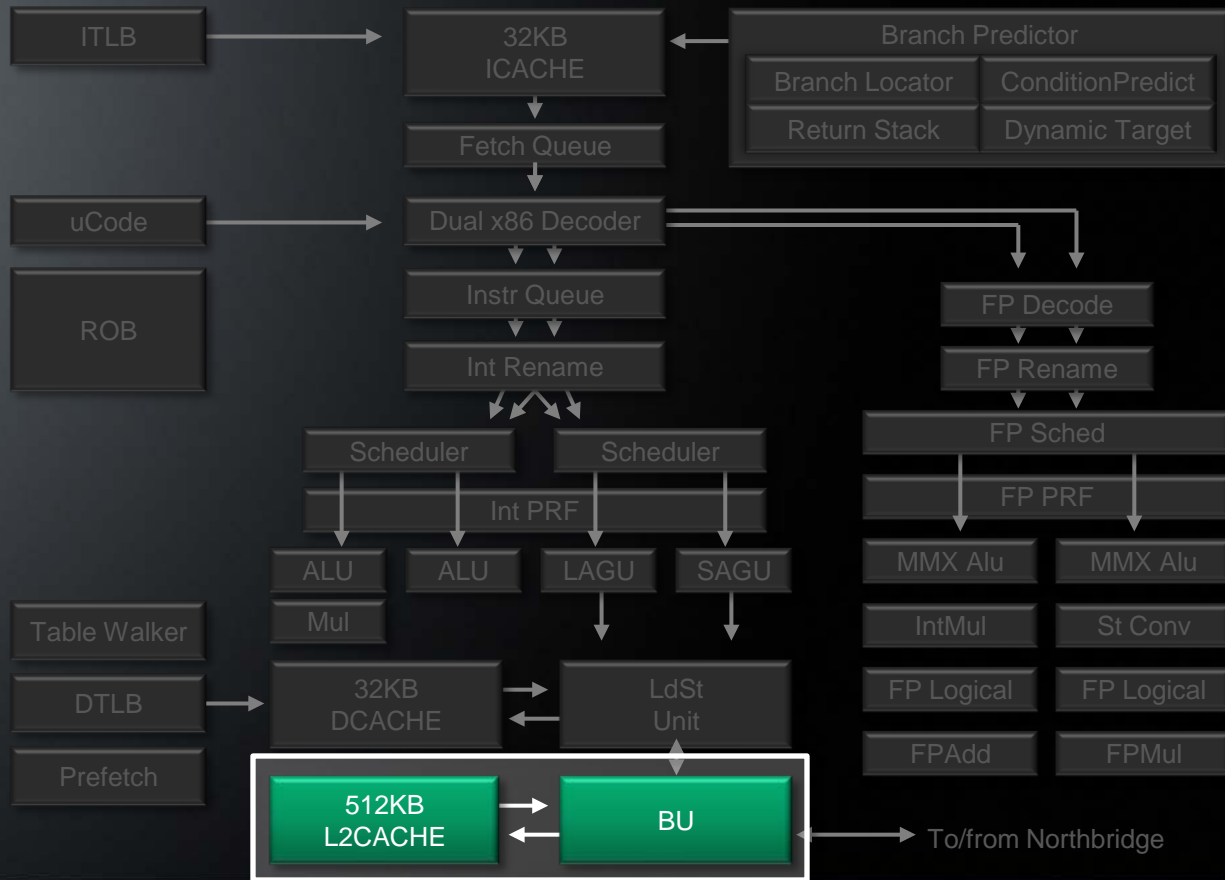 ITLB
32KB
ICACHE
Branch Predictor
Branch Locator
ConditionPredict
Return Stack
Dynamic Target
Fetch Queue
uCode
Dual x86 Decoder
ROB
Instr Queue
FP Decode
Int Rename
FP Rename
Scheduler
Scheduler
FP Sched
Int PRF
FP PRF
ALU
ALU
LAGU
SAGU
MMX Alu
MMX Alu
Mul
Table Walker
IntMul
St Conv
DTLB
32KB
DCACHE
LdSt
Unit
FP Logical
FP Logical
Prefetch
FPAdd
FPMul
512KB
L2CACHE
BU
To/from Northbridge